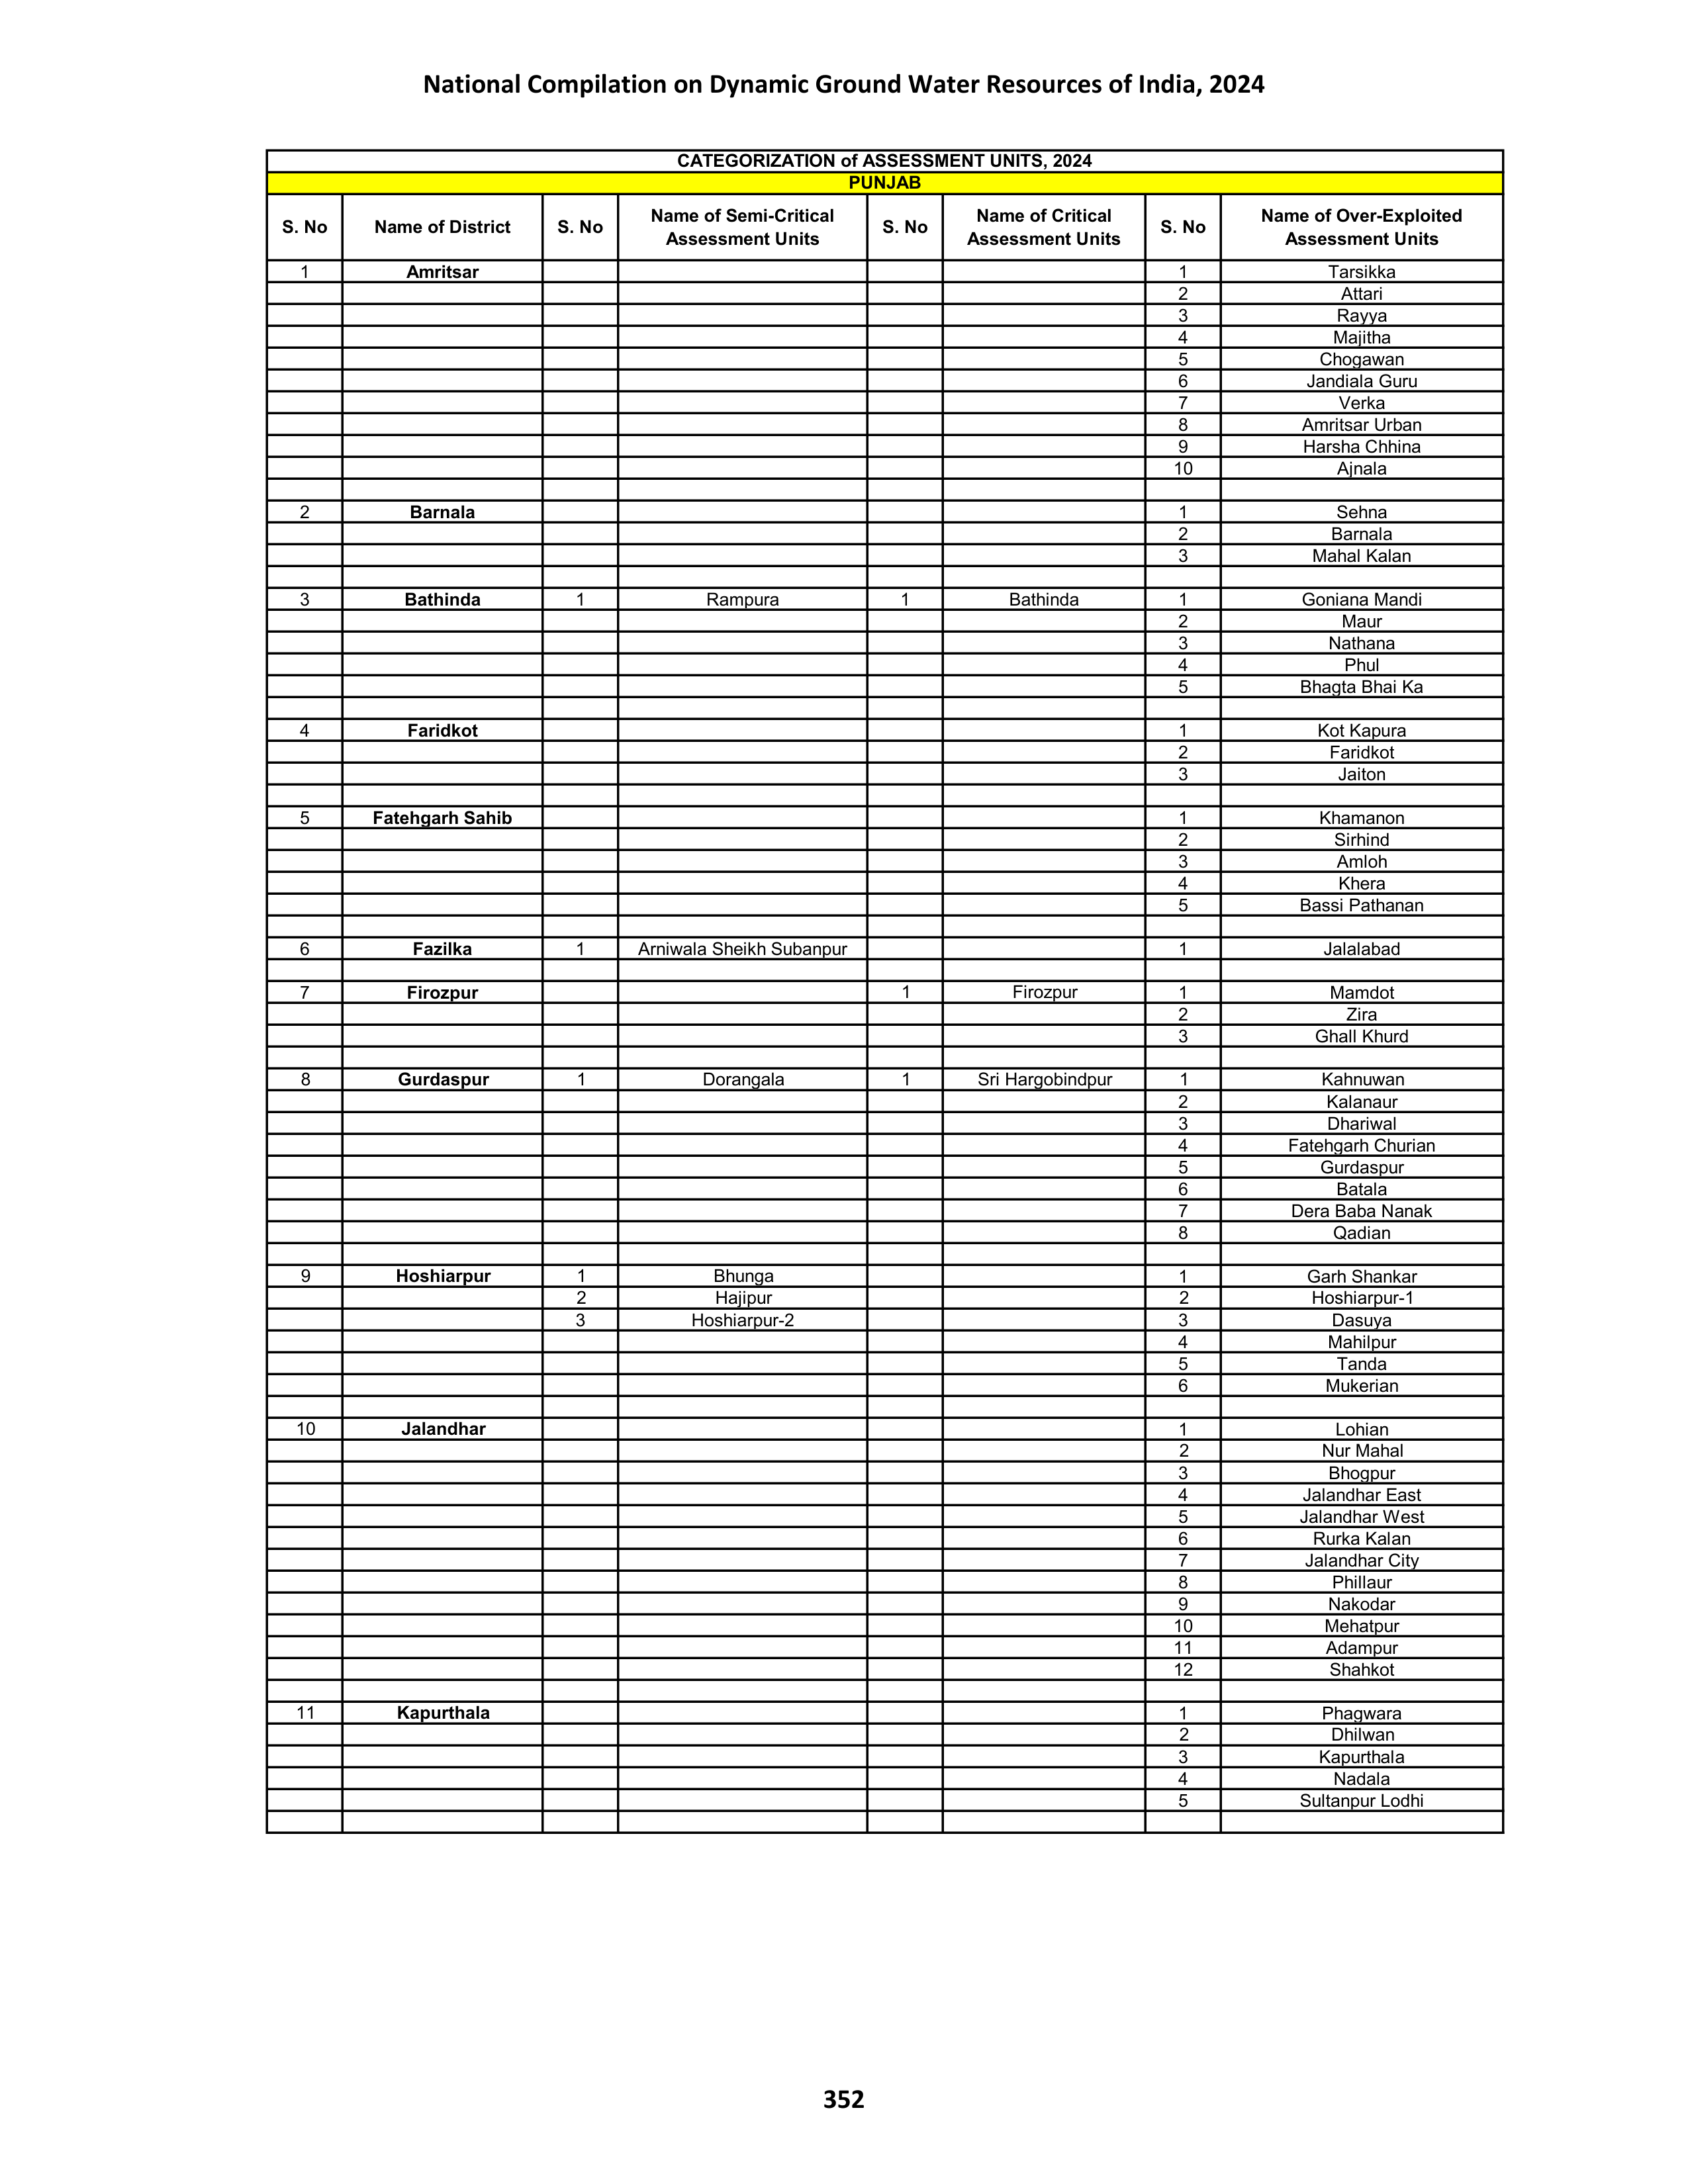 National Compilation on Dynamic Ground Water Resources of India, 2024
CATEGORIZATION of ASSESSMENT UNITS, 2024
PUNJAB
S. No Name of District S. No Name of Semi-Critical Assessment Units S. No Name of Critical Assessment Units S. No Name of Over-Exploited Assessment Units
1 Amritsar 1 Tarsikka
2 Attari
3 Rayya
4 Majitha
5 Chogawan
6 Jandiala Guru
7 Verka
8 Amritsar Urban
9 Harsha Chhina
10 Ajnala
2 Barnala 1 Sehna
2 Barnala
3 Mahal Kalan
3 Bathinda 1 Rampura 1 Bathinda 1 Goniana Mandi
2 Maur
3 Nathana
4 Phul
5 Bhagta Bhai Ka
4 Faridkot 1 Kot Kapura
2 Faridkot
3 Jaiton
5 Fatehgarh Sahib 1 Khamanon
2 Sirhind
3 Amloh
4 Khera
5 Bassi Pathanan
6 Fazilka 1 Arniwala Sheikh Subanpur 1 Jalalabad
7 Firozpur 1 Firozpur 1 Mamdot
2 Zira
3 Ghall Khurd
8 Gurdaspur 1 Dorangala 1 Sri Hargobindpur 1 Kahnuwan
2 Kalanaur
3 Dhariwal
4 Fatehgarh Churian
5 Gurdaspur
6 Batala
7 Dera Baba Nanak
8 Qadian
9 Hoshiarpur 1 Bhunga 1 Garh Shankar
2 Hajipur 2 Hoshiarpur-1
3 Hoshiarpur-2 3 Dasuya
4 Mahilpur
5 Tanda
6 Mukerian
10 Jalandhar 1 Lohian
2 Nur Mahal
3 Bhogpur
4 Jalandhar East
5 Jalandhar West
6 Rurka Kalan
7 Jalandhar City
8 Phillaur
9 Nakodar
10 Mehatpur
11 Adampur
12 Shahkot
11 Kapurthala 1 Phagwara
2 Dhilwan
3 Kapurthala
4 Nadala
5 Sultanpur Lodhi
352